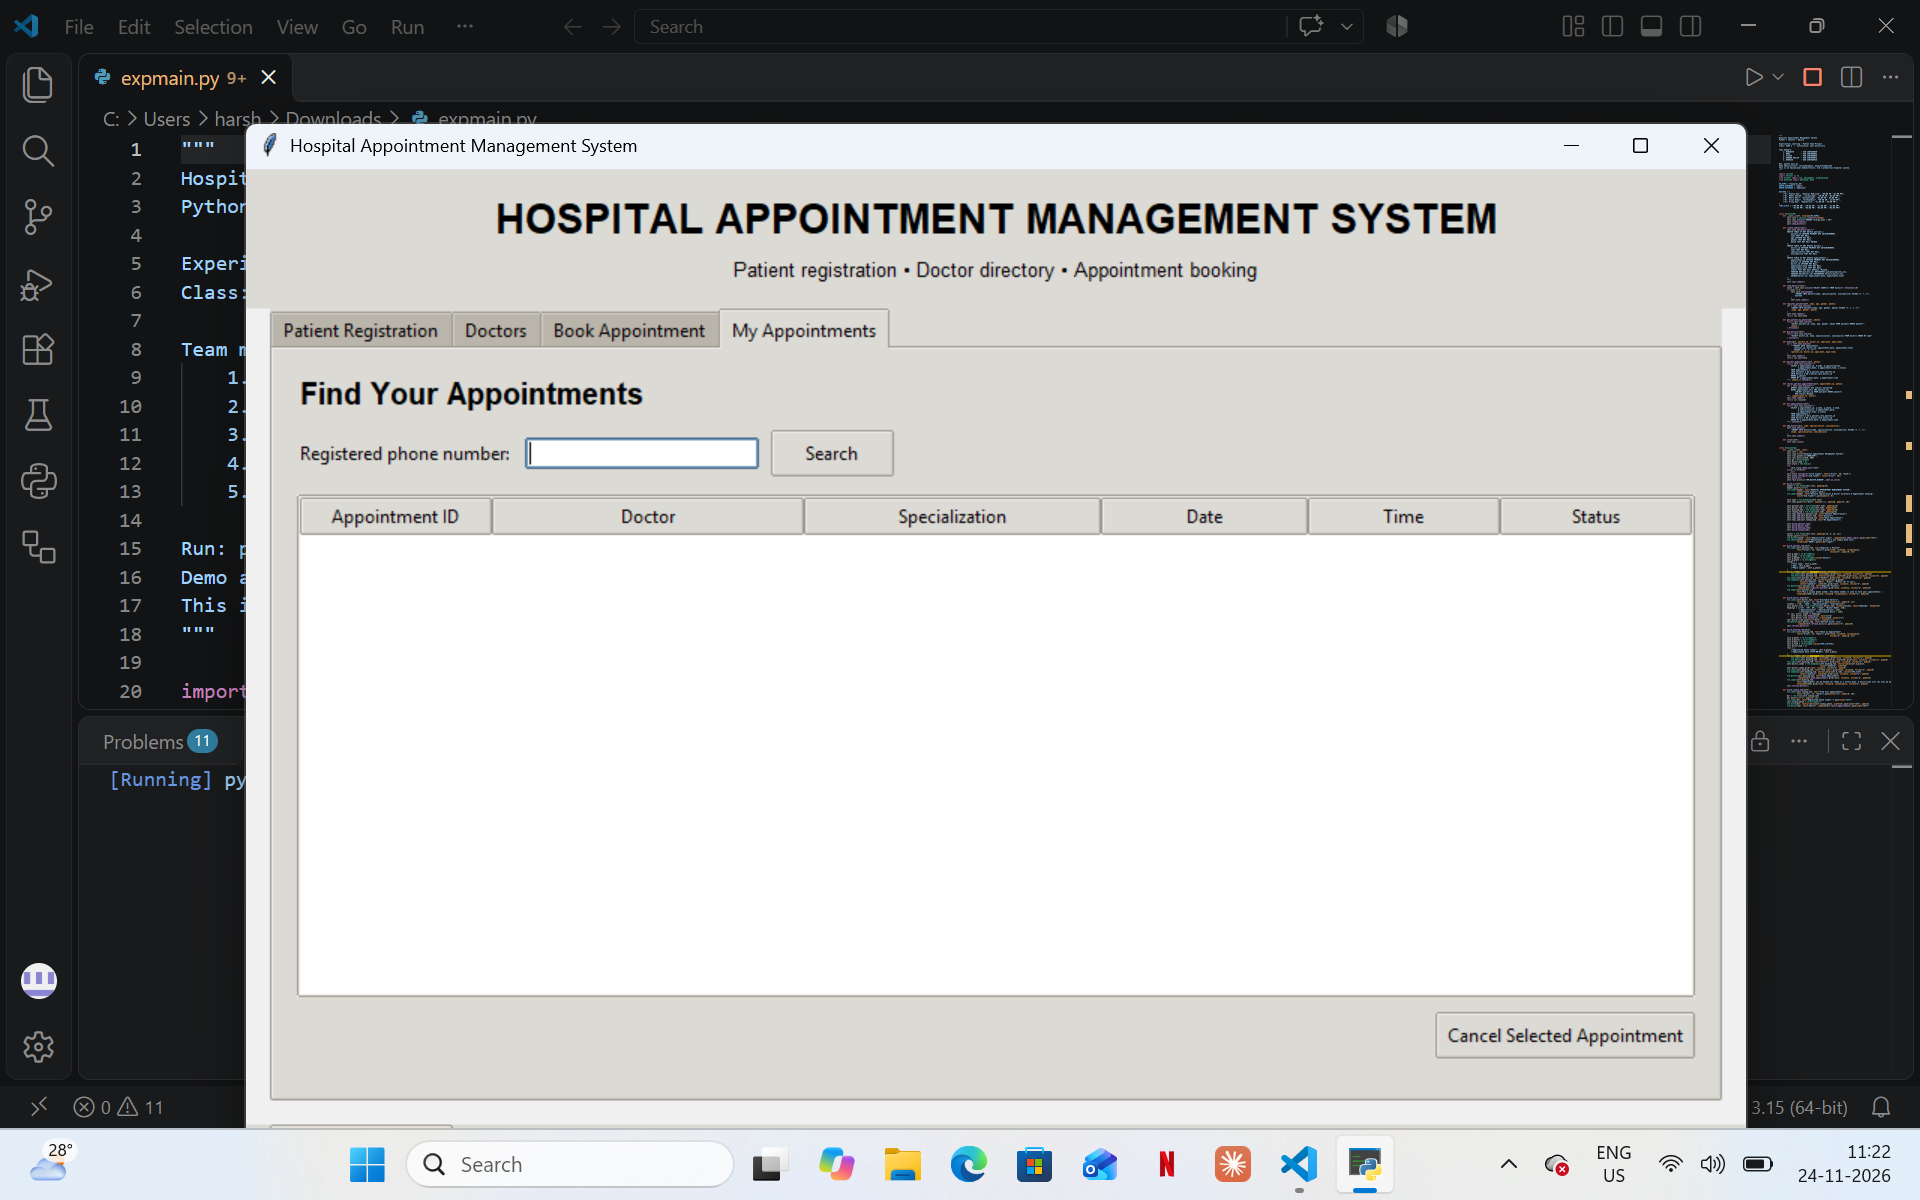 File Edit Selection View Go Run ··· Search
expmain.py 9+
C: > Users > harsh > Downloads > expmain.py
Hospital Appointment Management System
1 """
2 Hospit
3 Python
4
5 Experi
6 Class:
7
8 Team m
9 1.
10 2.
11 3.
12 4.
13 5.
14
15 Run: p
16 Demo a
17 This i
18 """
19
20 import
HOSPITAL APPOINTMENT MANAGEMENT SYSTEM
Patient registration • Doctor directory • Appointment booking
Patient Registration Doctors Book Appointment My Appointments
Find Your Appointments
Registered phone number: Search
Appointment ID Doctor Specialization Date Time Status
Cancel Selected Appointment
Problems 11
[Running] py
0 11 3.15 (64-bit)
28° Search ENG 11:22
US 24-11-2026